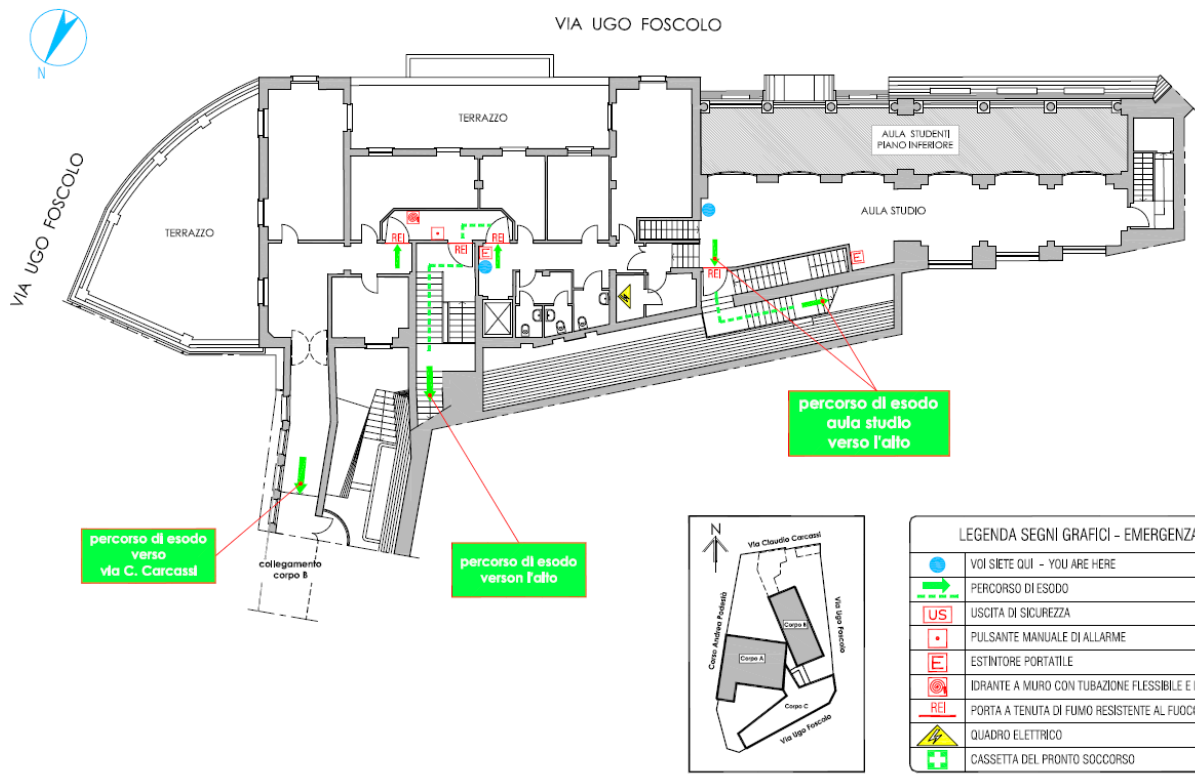 VIA UGO FOSCOLO
N
TERRAZZO
AULA STUDENTI
PIANO INFERIORE
VIA UGO FOSCOLO
TERRAZZO
AULA STUDIO
REI
REI
REI
E
REI
E
percorso di esodo
aula studio
verso l'alto
percorso di esodo
verso
via C. Carcassi
collegamento
corpo B
percorso di esodo
verson l'alto
N
Via Claudio Carcassi
Corso Andrea Podestà
Via Ugo Foscolo
Corpo B
Corpo A
Corpo C
Via Ugo Foscolo
LEGENDA SEGNI GRAFICI - EMERGENZA
VOI SIETE QUI - YOU ARE HERE
PERCORSO DI ESODO
US USCITA DI SICUREZZA
PULSANTE MANUALE DI ALLARME
E ESTINTORE PORTATILE
IDRANTE A MURO CON TUBAZIONE FLESSIBILE E
REI PORTA A TENUTA DI FUMO RESISTENTE AL FUOCO
QUADRO ELETTRICO
CASSETTA DEL PRONTO SOCCORSO